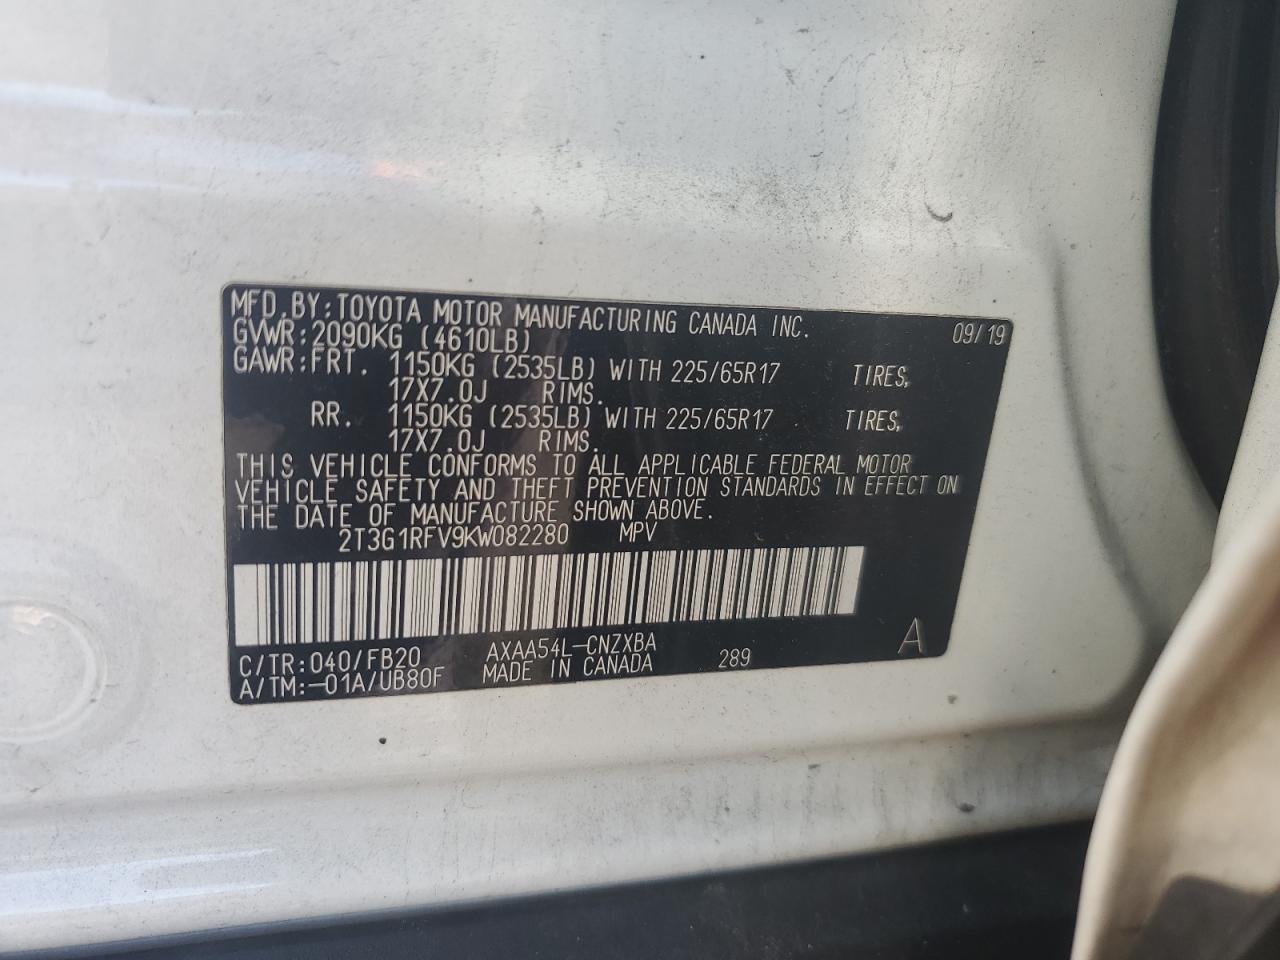 MFD.BY:TOYOTA MOTOR MANUFACTURING CANADA INC. 09/19
GVWR:2090KG (4610LB)
GAWR:FRT. 1150KG (2535LB) WITH 225/65R17 TIRES,
17X7.0J RIMS.
RR. 1150KG (2535LB) WITH 225/65R17 TIRES,
17X7.0J RIMS.
THIS VEHICLE CONFORMS TO ALL APPLICABLE FEDERAL MOTOR
VEHICLE SAFETY AND THEFT PREVENTION STANDARDS IN EFFECT ON
THE DATE OF MANUFACTURE SHOWN ABOVE.
2T3G1RFV9KW082280 MPV
C/TR:040/FB20 AXAA54L-CNZXBA A
A/TM:-01A/UB80F MADE IN CANADA 289